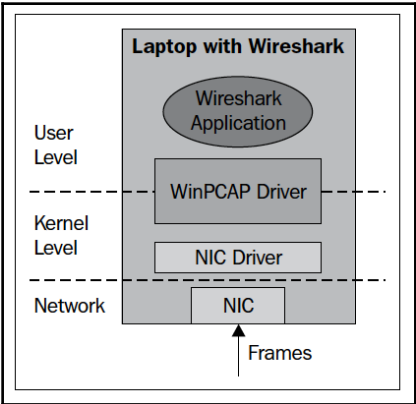 Laptop with Wireshark
Wireshark
Application
User
Level
WinPCAP Driver
Kernel
Level
NIC Driver
Network
NIC
Frames